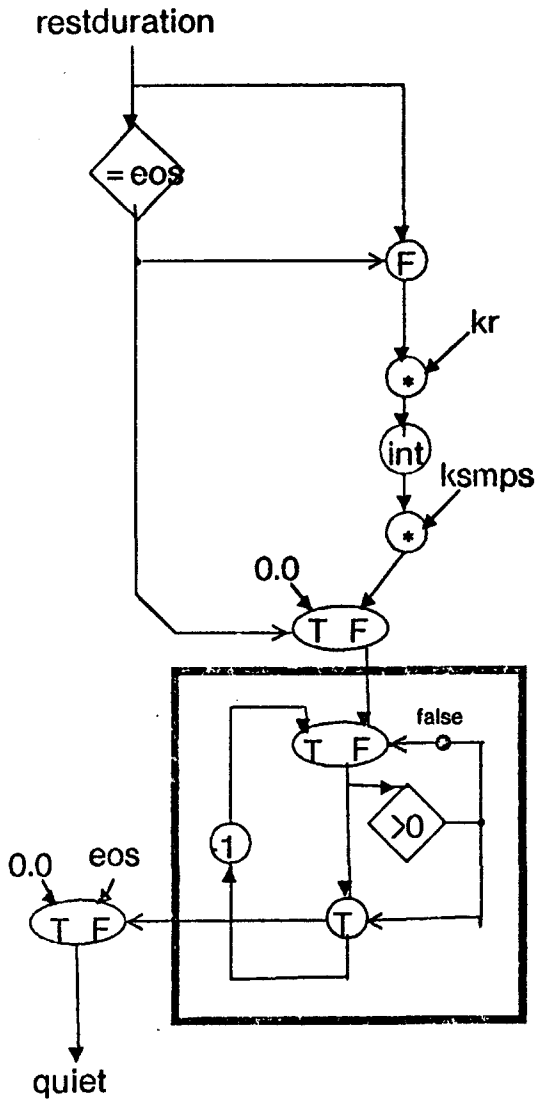 restduration
= eos
F
kr
*
int
ksmps
*
0.0
T F
false
T F
>0
-1
0.0 eos
T F
T
quiet